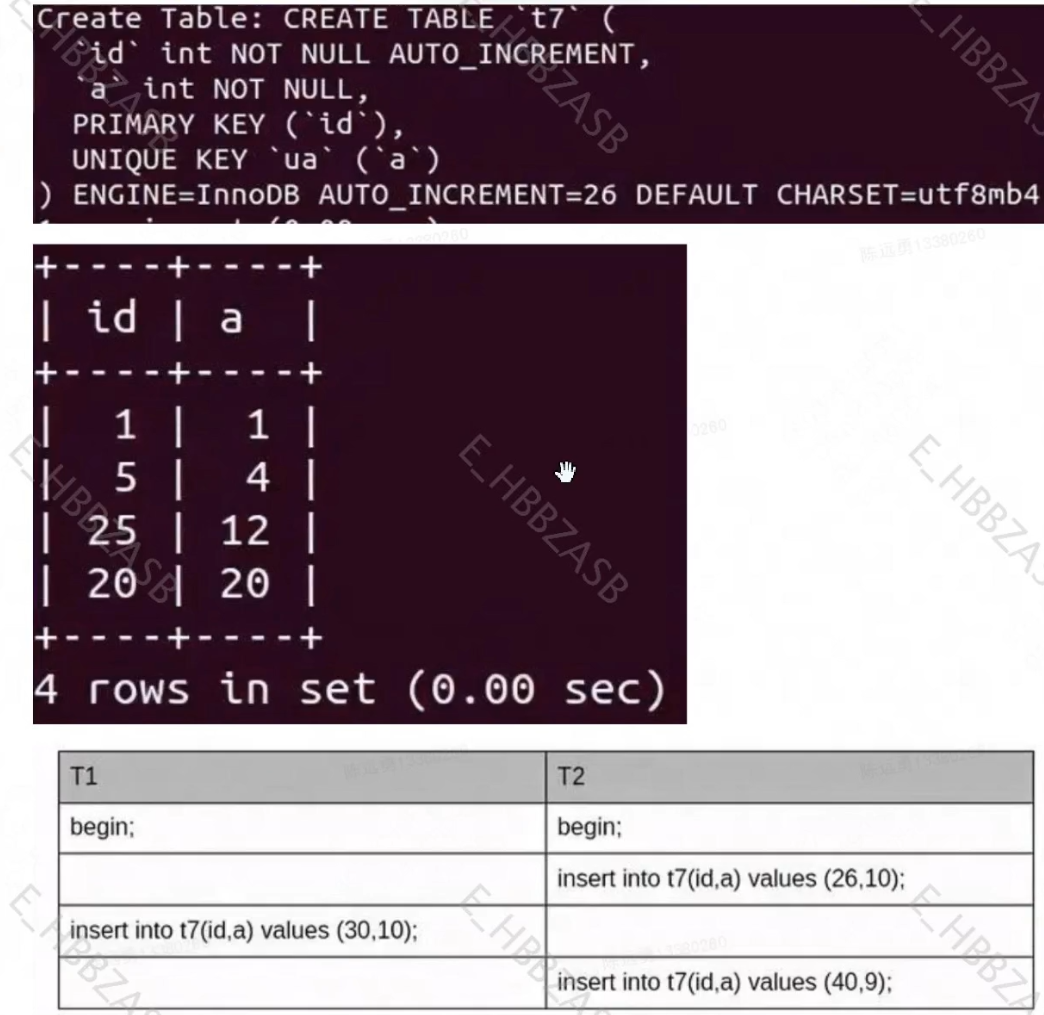 Create Table: CREATE TABLE `t7` (
`id` int NOT NULL AUTO_INCREMENT,
`a` int NOT NULL,
PRIMARY KEY (`id`),
UNIQUE KEY `ua` (`a`)
) ENGINE=InnoDB AUTO_INCREMENT=26 DEFAULT CHARSET=utf8mb4
+----+----+
| id | a |
+----+----+
| 1 | 1 |
| 5 | 4 |
| 25 | 12 |
| 20 | 20 |
+----+----+
4 rows in set (0.00 sec)
T1 T2
begin; begin;
insert into t7(id,a) values (26,10);
insert into t7(id,a) values (30,10);
insert into t7(id,a) values (40,9);
E_HBBZASB